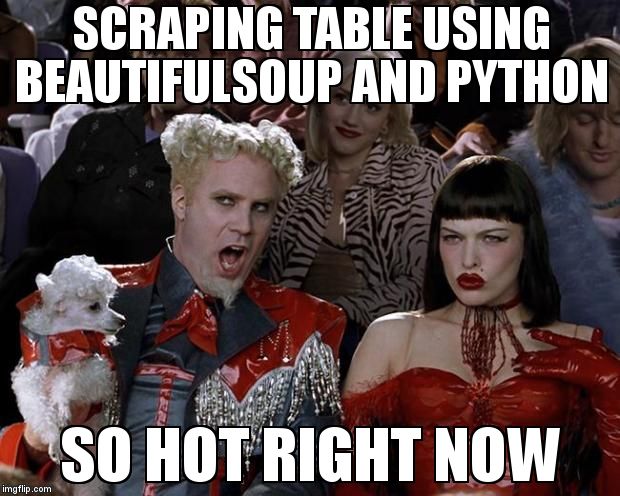 SCRAPING TABLE USING
BEAUTIFULSOUP AND PYTHON
M
SO HOT RIGHT NOW
imgflip.com